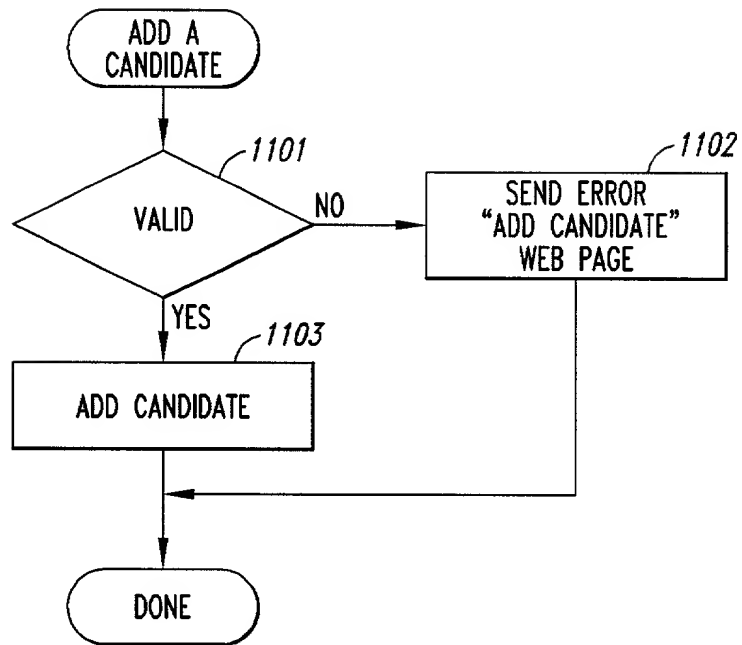 ADD A
CANDIDATE
1101
VALID
NO
1102
SEND ERROR
“ADD CANDIDATE”
WEB PAGE
YES
1103
ADD CANDIDATE
DONE